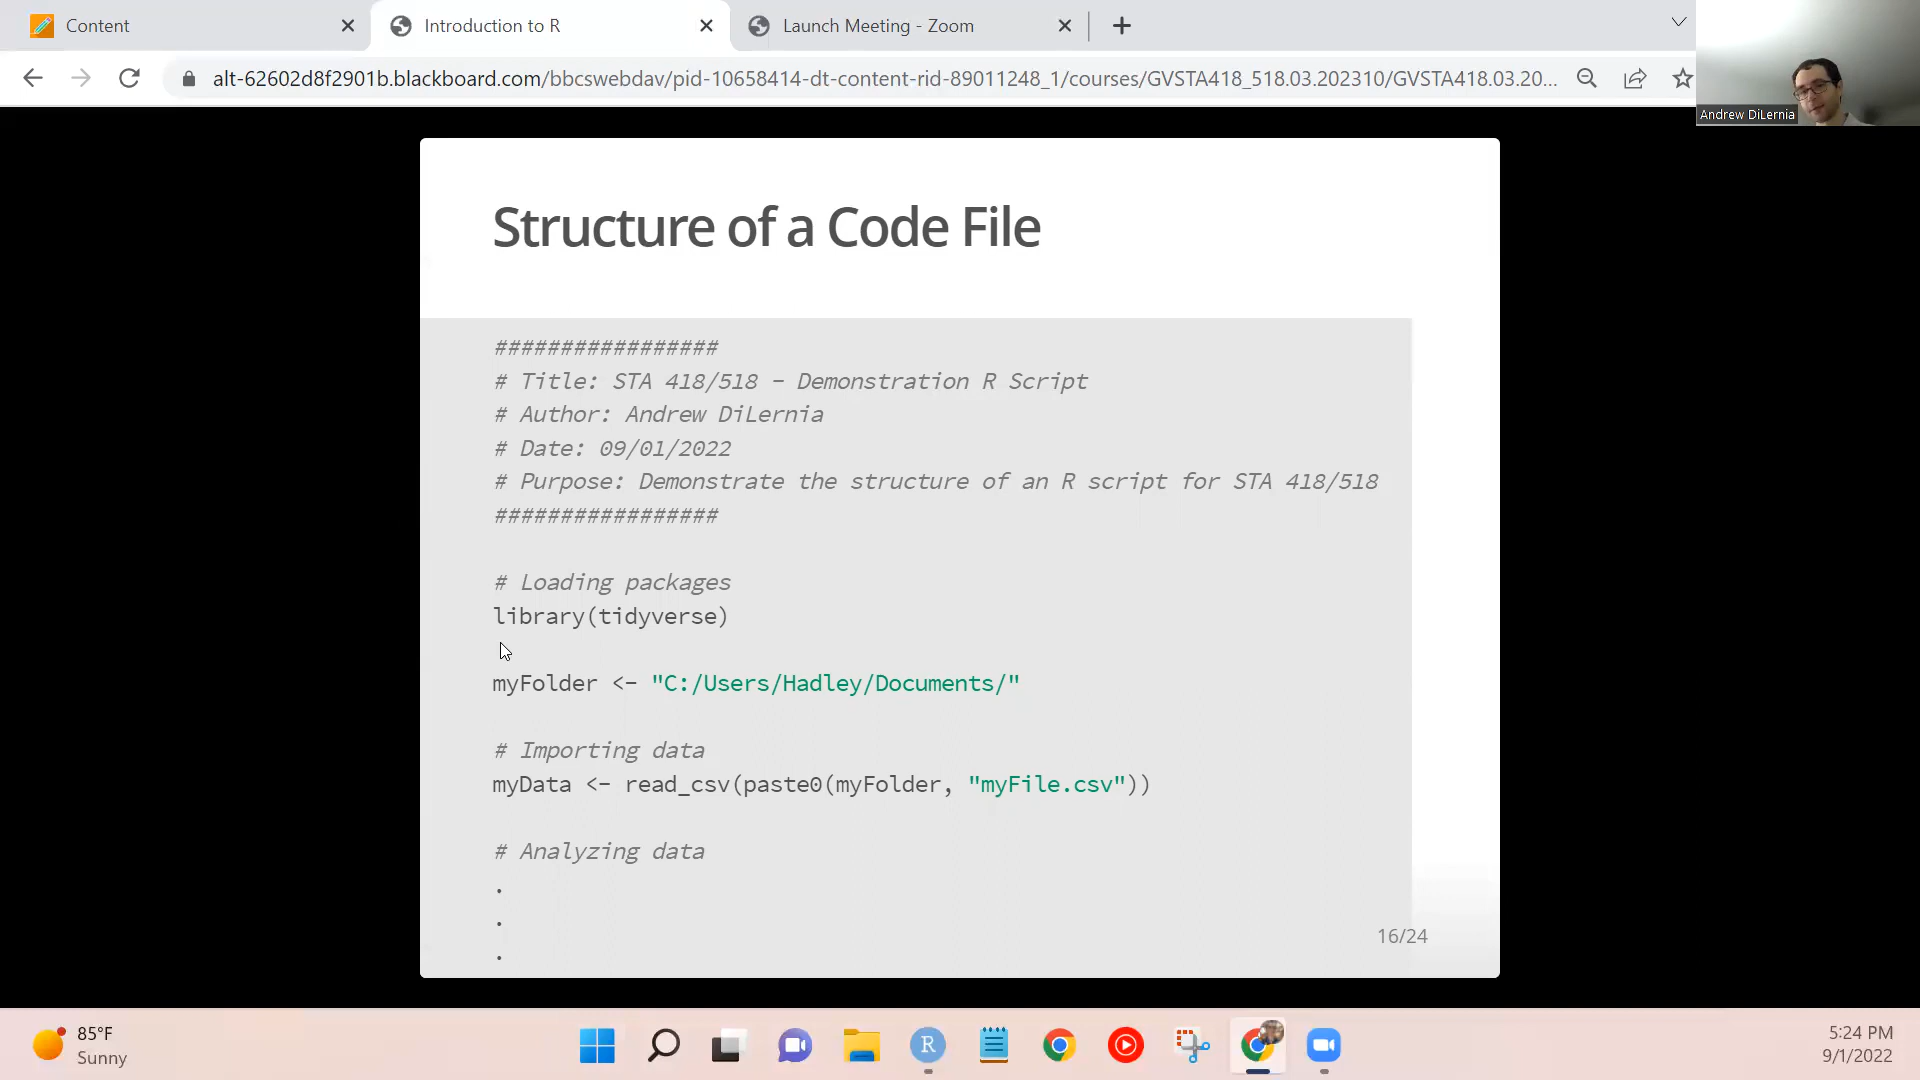 Content
Introduction to R
Launch Meeting - Zoom
alt-62602d8f2901b.blackboard.com/bbcswebdav/pid-10658414-dt-content-rid-89011248_1/courses/GVSTA418_518.03.202310/GVSTA418.03.20...
Andrew DiLernia
Structure of a Code File
#################
# Title: STA 418/518 - Demonstration R Script
# Author: Andrew DiLernia
# Date: 09/01/2022
# Purpose: Demonstrate the structure of an R script for STA 418/518
#################
# Loading packages
library(tidyverse)
myFolder <- "C:/Users/Hadley/Documents/"
# Importing data
myData <- read_csv(paste0(myFolder, "myFile.csv"))
# Analyzing data
.
.
.
16/24
85°F
Sunny
R
5:24 PM
9/1/2022